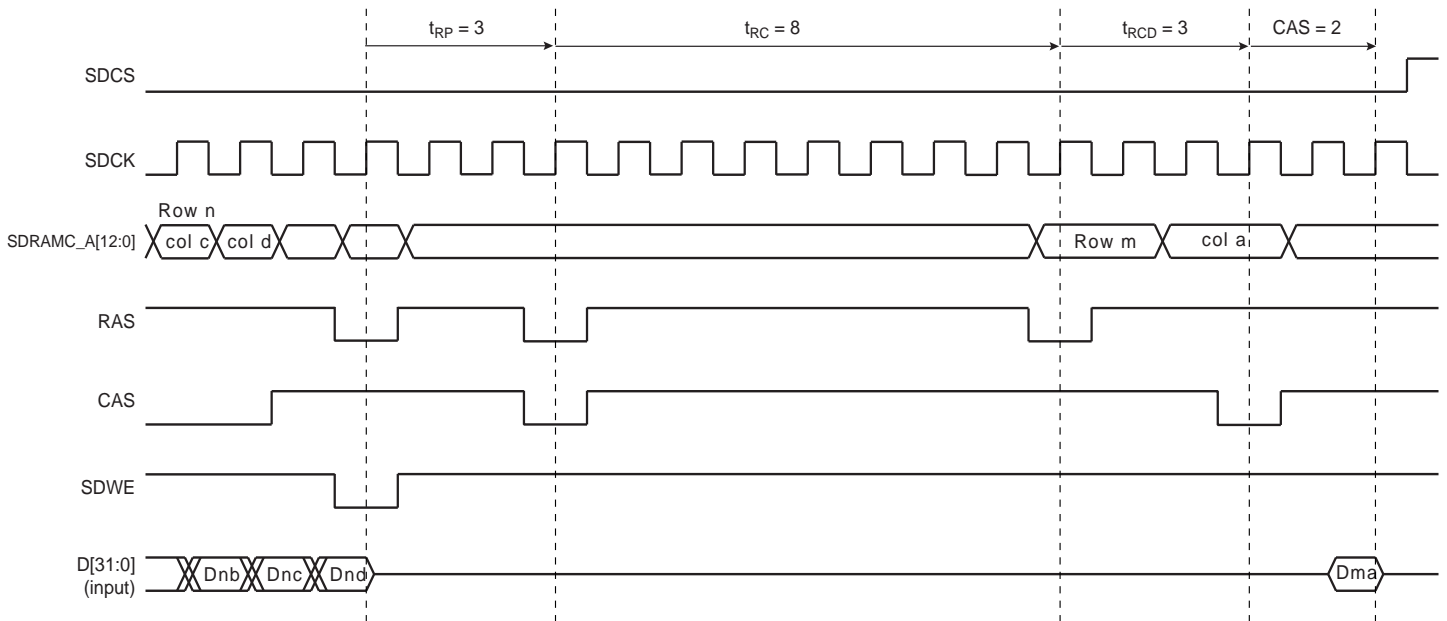 tRP = 3
tRC = 8
tRCD = 3
CAS = 2
SDCS
SDCK
Row n
SDRAMC_A[12:0]
col c
col d
Row m
col a
RAS
CAS
SDWE
D[31:0]
(input)
Dnb
Dnc
Dnd
Dma